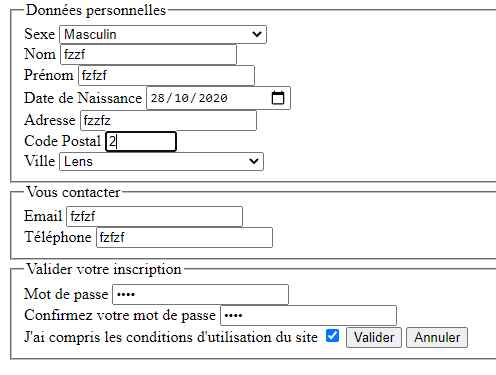 Données personnelles
Sexe Masculin
Nom fzzf
Prénom fzfzf
Date de Naissance 28/10/2020
Adresse fzzfz
Code Postal 2
Ville Lens
Vous contacter
Email fzfzf
Téléphone fzfzf
Valider votre inscription
Mot de passe ••••
Confirmez votre mot de passe ••••
J'ai compris les conditions d'utilisation du site Valider Annuler